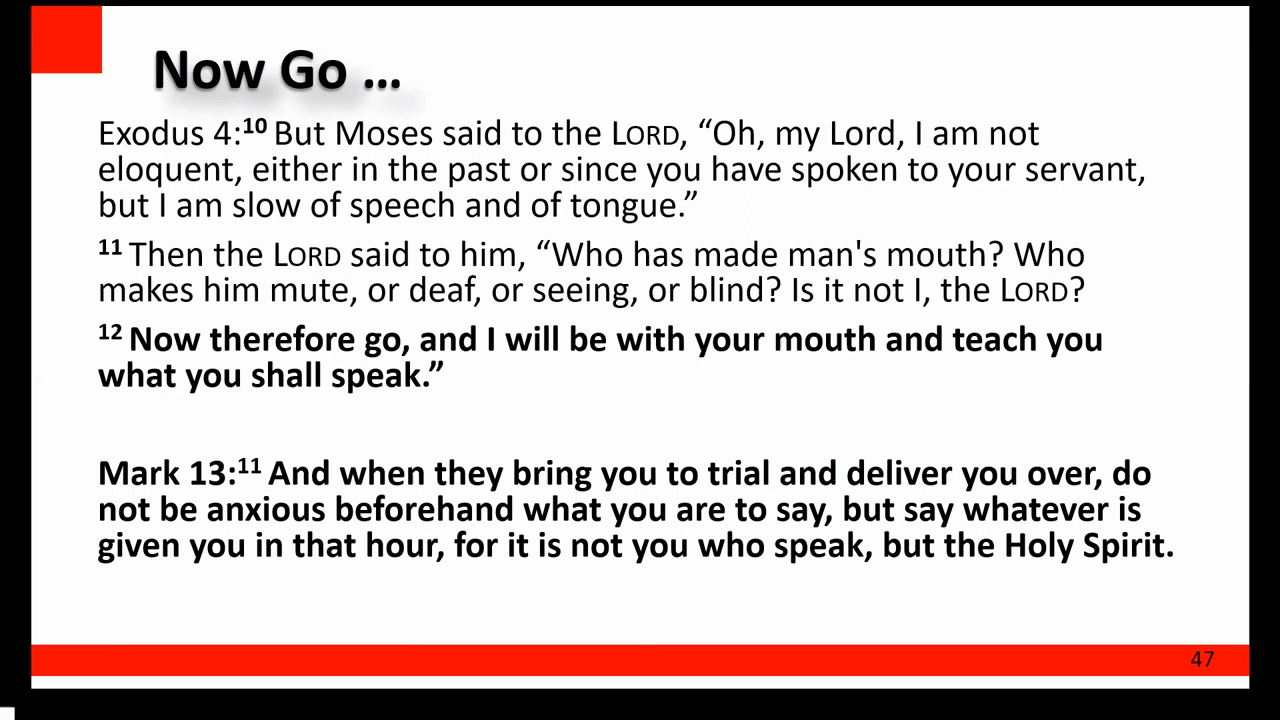 Now Go ...
Exodus 4:10 But Moses said to the LORD, “Oh, my Lord, I am not
eloquent, either in the past or since you have spoken to your servant,
but I am slow of speech and of tongue.”
11 Then the LORD said to him, “Who has made man's mouth? Who
makes him mute, or deaf, or seeing, or blind? Is it not I, the LORD?
12 Now therefore go, and I will be with your mouth and teach you
what you shall speak.”
Mark 13:11 And when they bring you to trial and deliver you over, do
not be anxious beforehand what you are to say, but say whatever is
given you in that hour, for it is not you who speak, but the Holy Spirit.
47